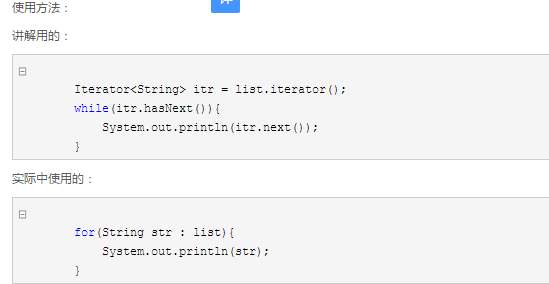 使用方法：
讲解用的：
Iterator<String> itr = list.iterator();
while(itr.hasNext()){
System.out.println(itr.next());
}
实际中使用的：
for(String str : list){
System.out.println(str);
}